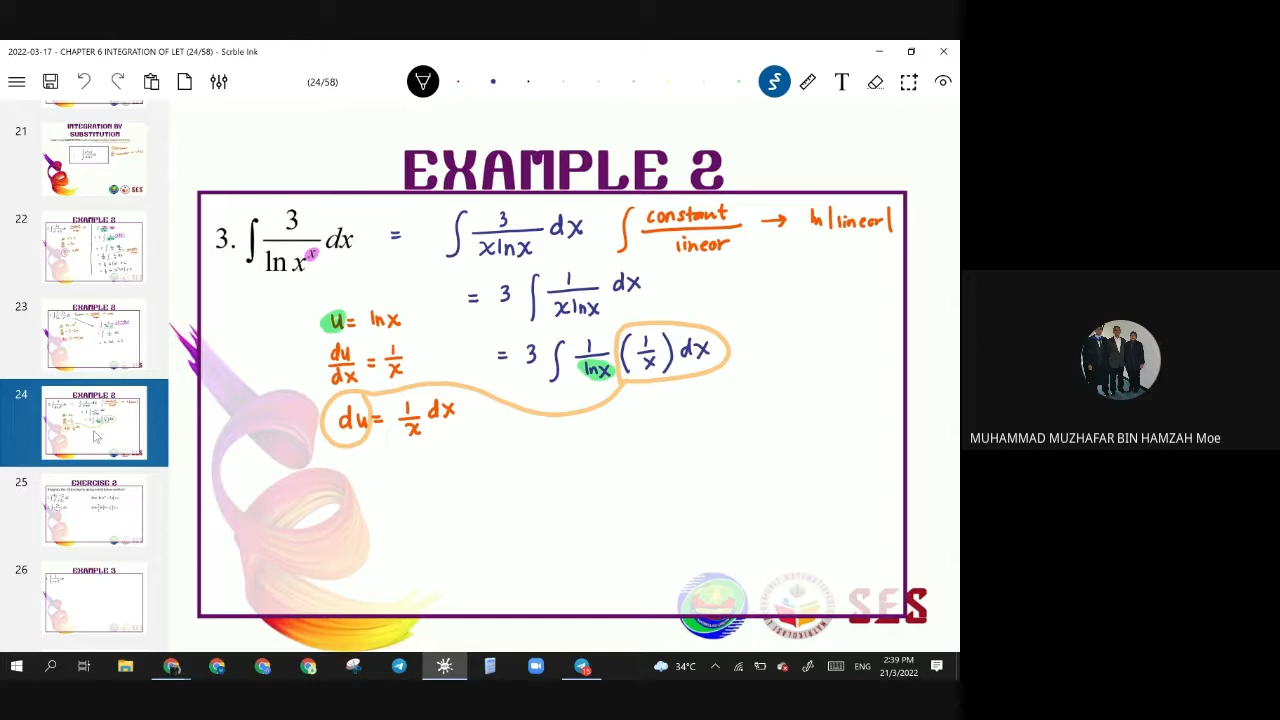 2022-03-17 - CHAPTER 6 INTEGRATION OF LET (24/58) - Scrble Ink
(24/58)
T
21
INTEGRATION BY
SUBSTITUTION
SES
22
EXAMPLE 2
23
EXAMPLE 2
24
EXAMPLE 2
25
EXERCISE 2
26
EXAMPLE 3
EXAMPLE 2
3. ∫ 3/(ln x^x) dx = ∫ 3/(x ln x) dx
∫ constant/linear → ln|linear|
= 3 ∫ 1/(x ln x) dx
u = ln x
du/dx = 1/x
= 3 ∫ 1/(ln x) (1/x) dx
du = 1/x dx
SES
MUHAMMAD MUZHAFAR BIN HAMZAH Moe
34°C
ENG
2:39 PM
21/3/2022